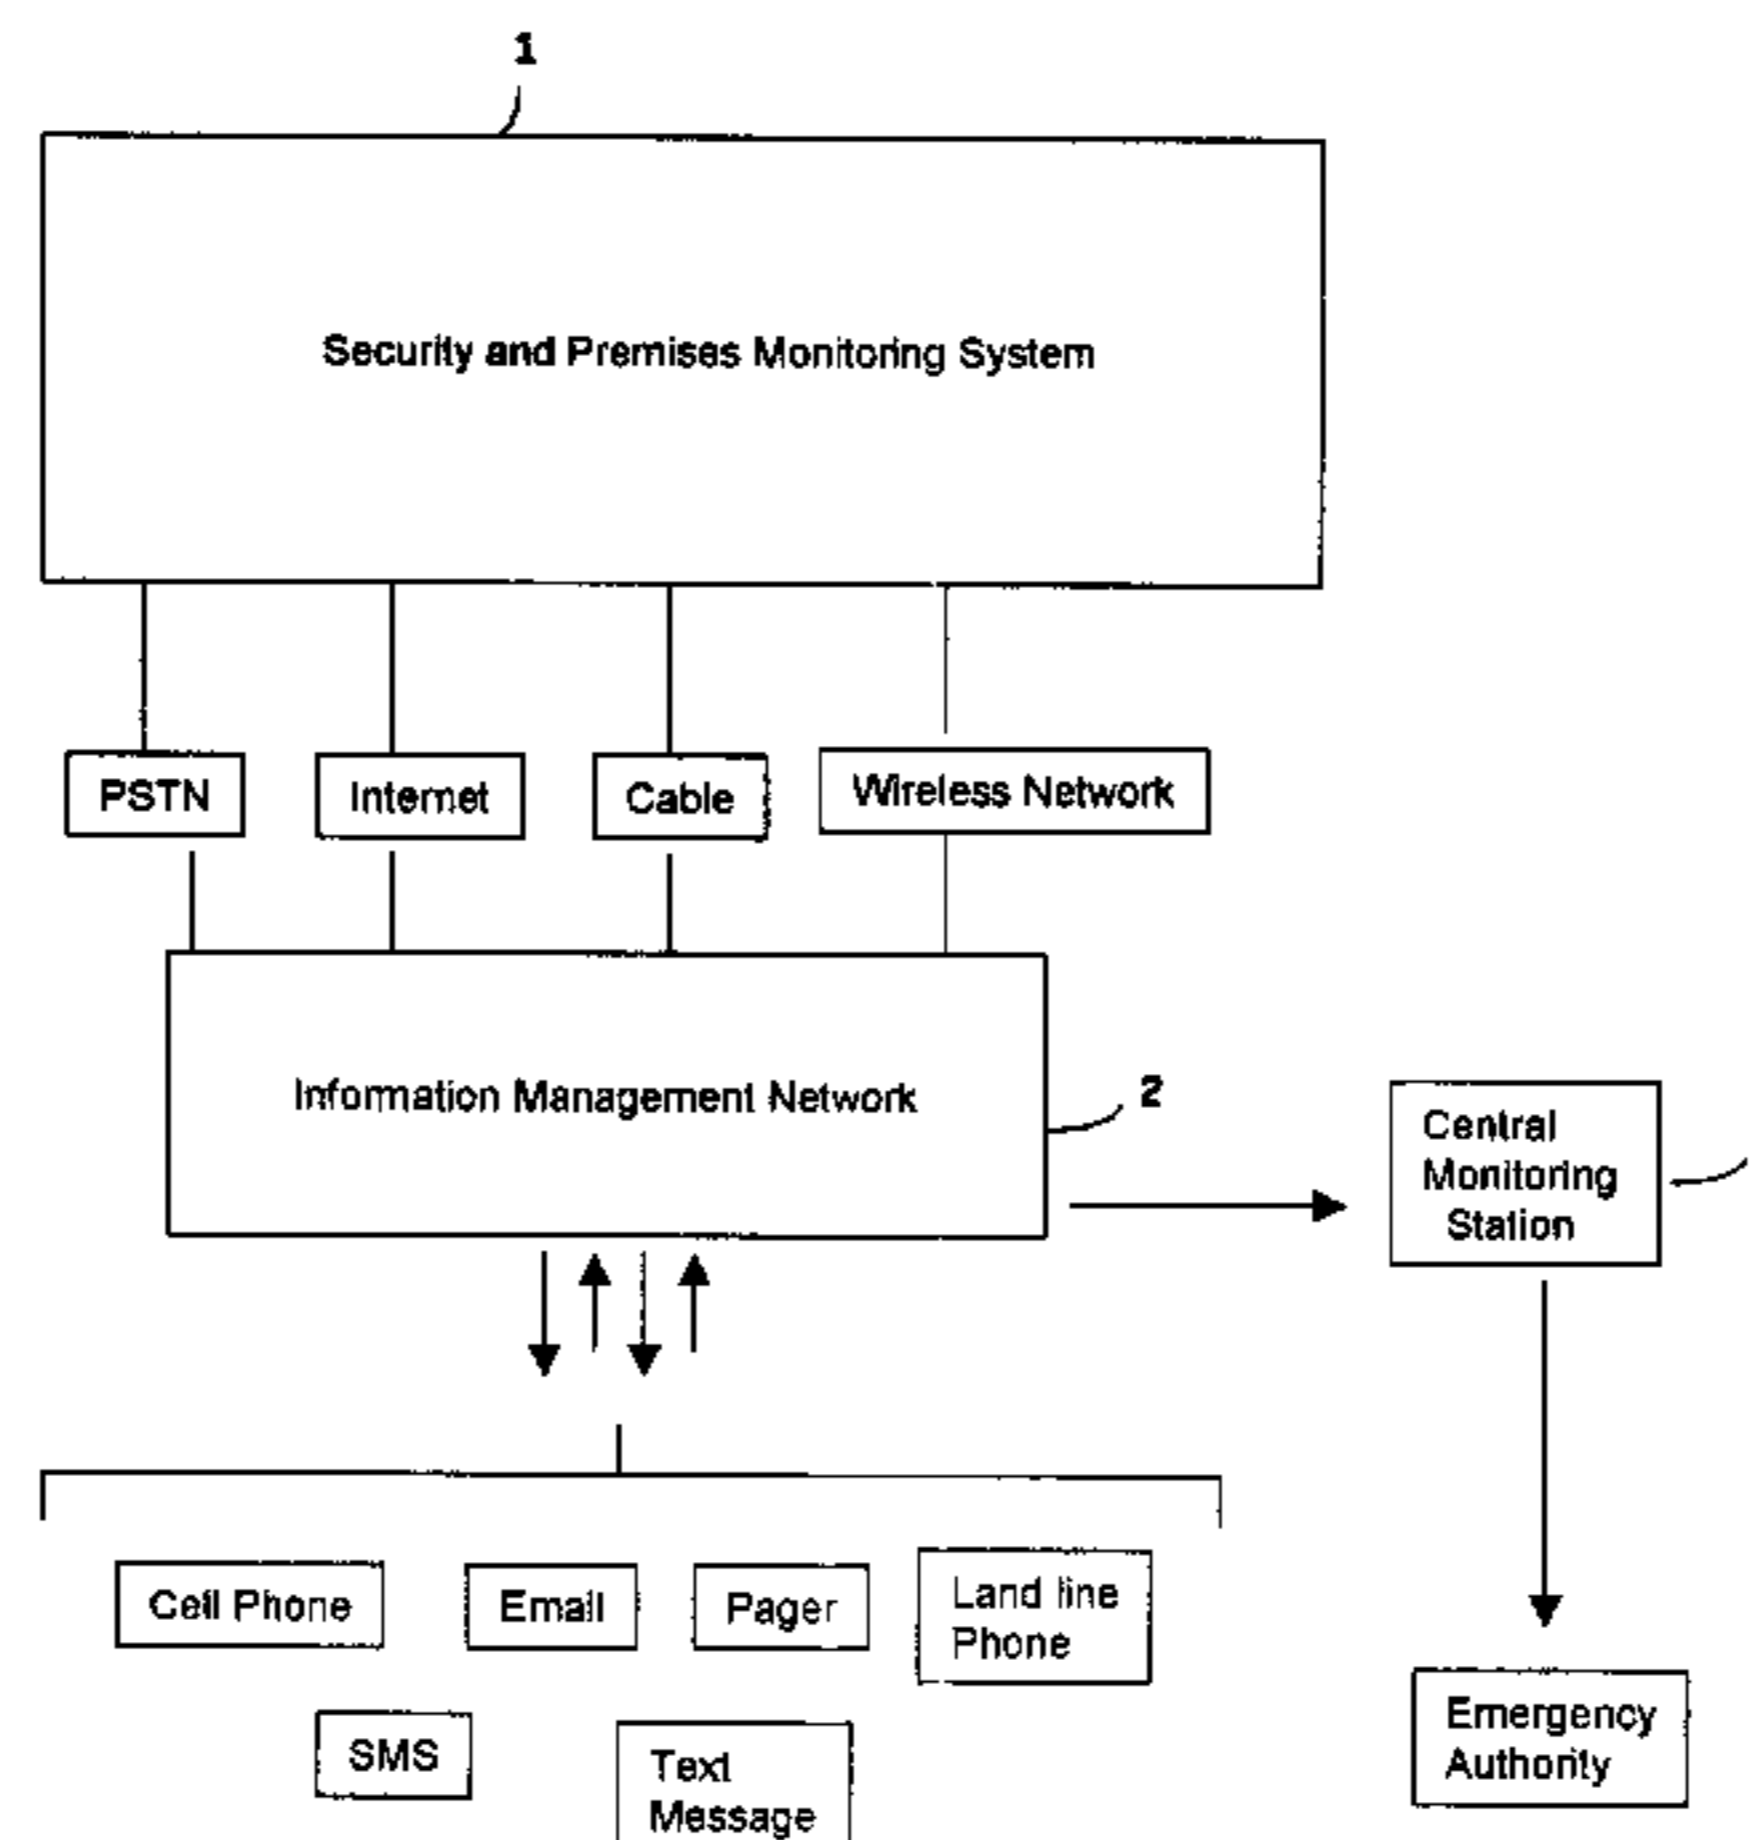 1
Security and Premises Monitoring System
PSTN
Internet
Cable
Wireless Network
Information Management Network
2
Central
Monitoring
Station
Cell Phone
Email
Pager
Land line
Phone
SMS
Text
Message
Emergency
Authority